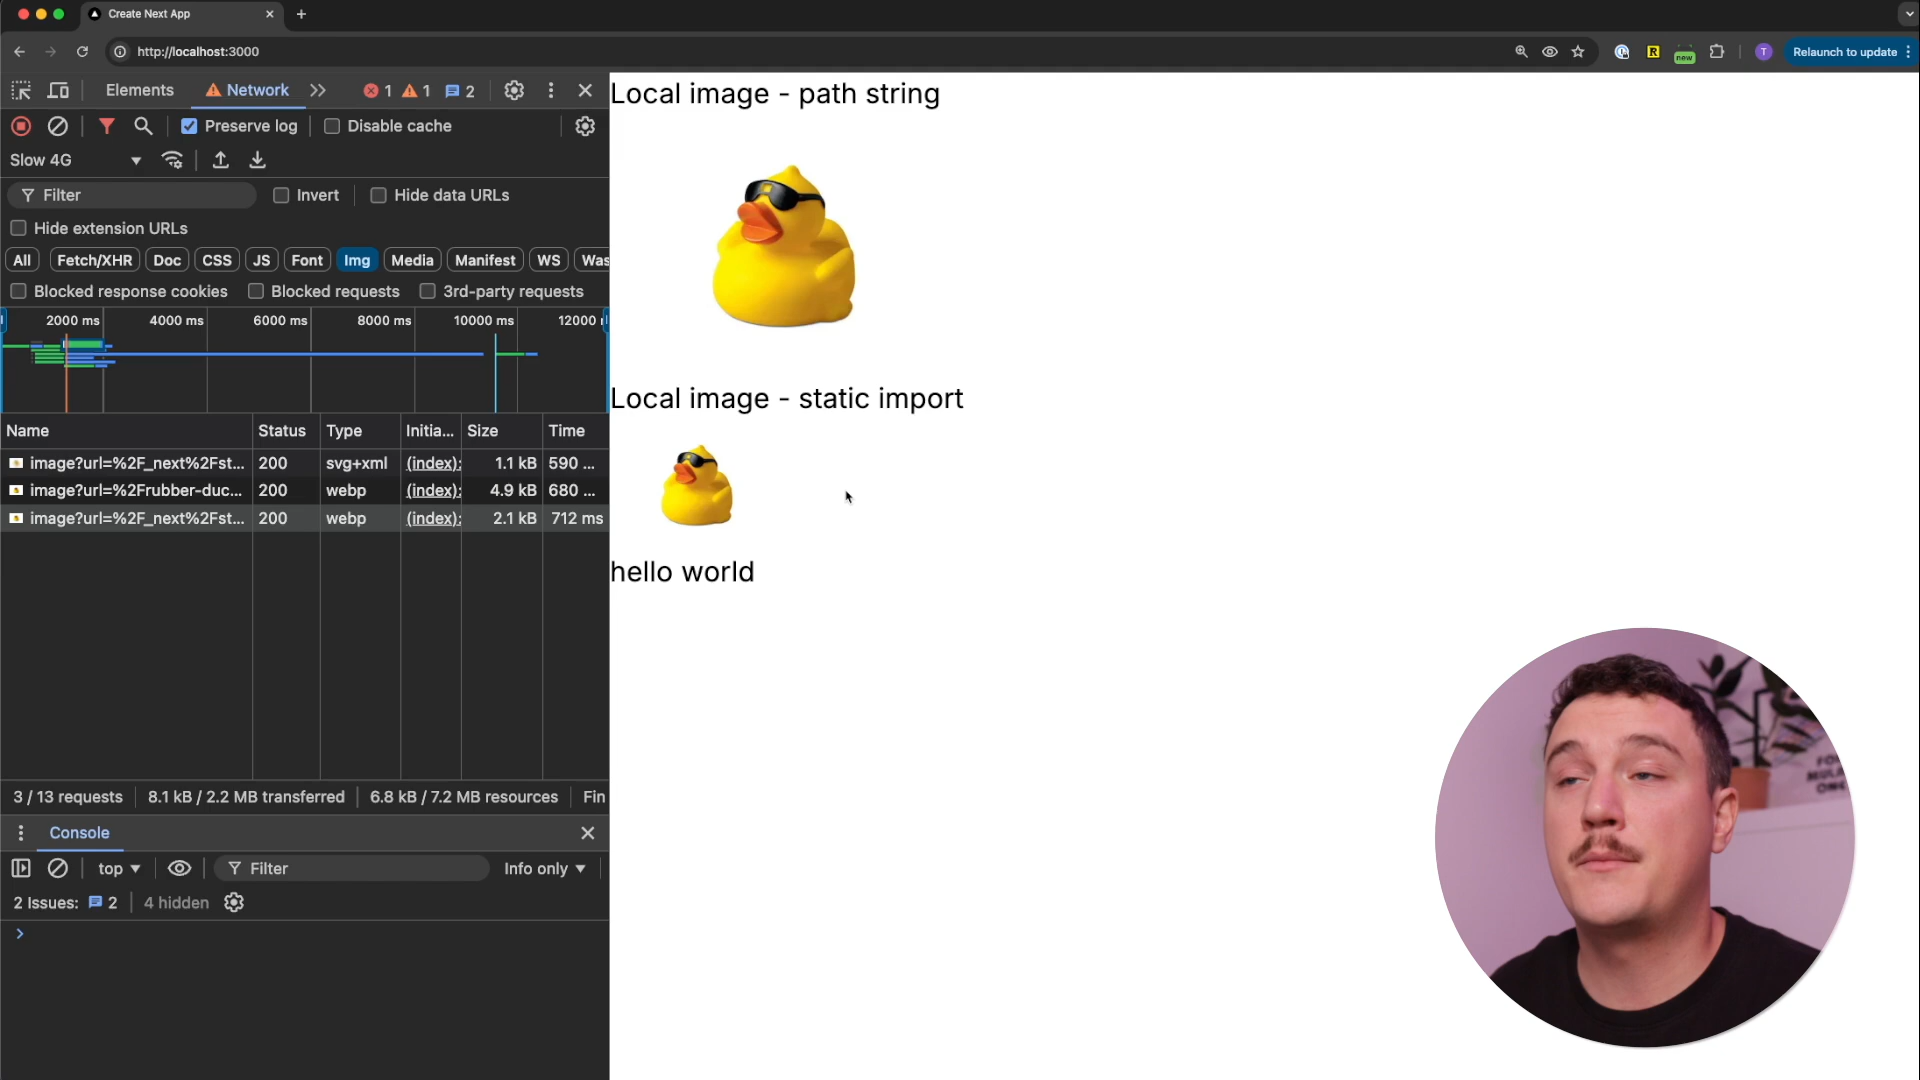 Create Next App
http://localhost:3000
new
T
Relaunch to update
Elements
Network
1
1
2
Preserve log
Disable cache
Slow 4G
Filter
Invert
Hide data URLs
Hide extension URLs
All
Fetch/XHR
Doc
CSS
JS
Font
Img
Media
Manifest
WS
Was
Blocked response cookies
Blocked requests
3rd-party requests
2000 ms
4000 ms
6000 ms
8000 ms
10000 ms
12000
Name Status Type Initia... Size Time
image?url=%2F_next%2Fst... 200 svg+xml (index): 1.1 kB 590 ...
image?url=%2Frubber-duc... 200 webp (index): 4.9 kB 680 ...
image?url=%2F_next%2Fst... 200 webp (index): 2.1 kB 712 ms
3 / 13 requests
8.1 kB / 2.2 MB transferred
6.8 kB / 7.2 MB resources
Fin
Console
top
Filter
Info only
2 Issues: 2
4 hidden
Local image - path string
Local image - static import
hello world